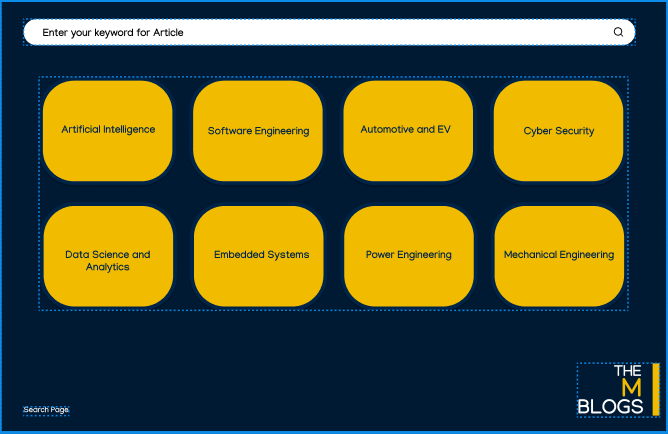 Enter your keyword for Article
Artificial Intelligence
Software Engineering
Automotive and EV
Cyber Security
Data Science and
Analytics
Embedded Systems
Power Engineering
Mechanical Engineering
Search Page
THE
M
BLOGS